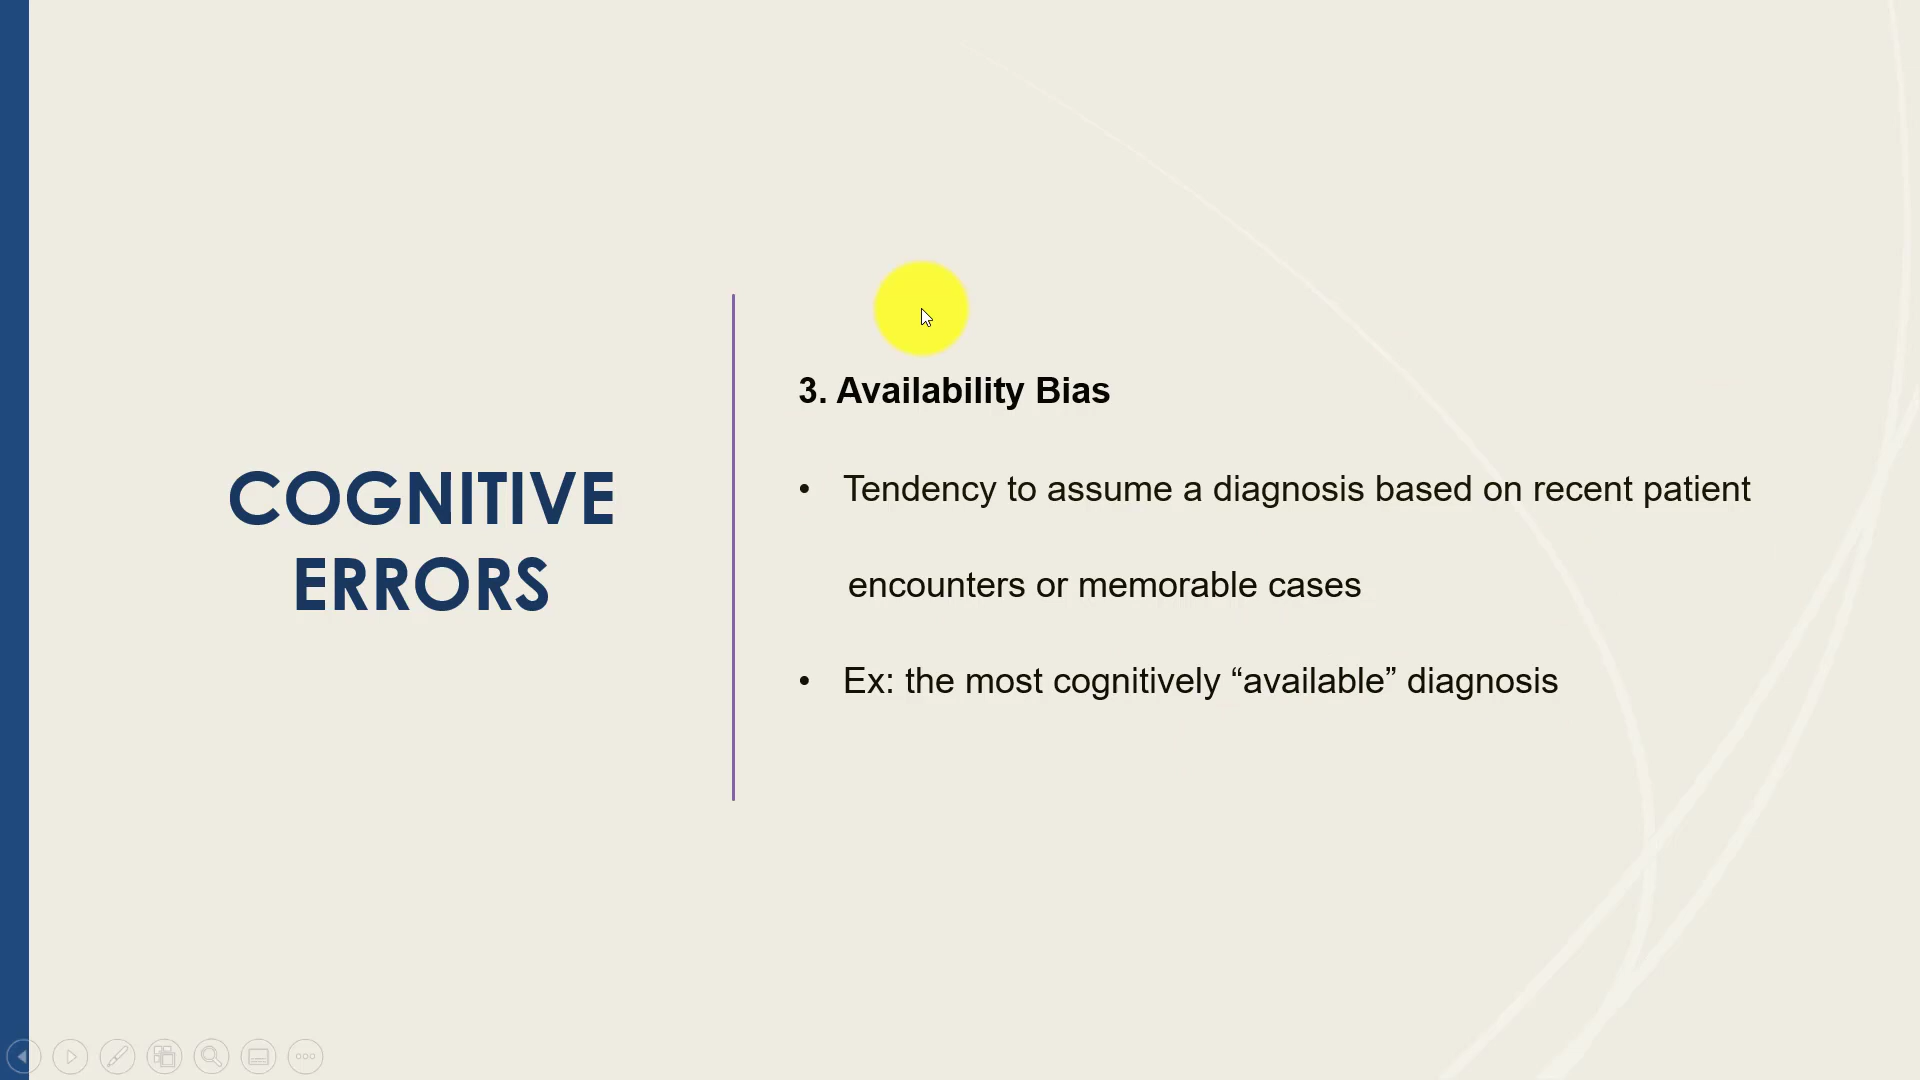 COGNITIVE
ERRORS
3. Availability Bias
• Tendency to assume a diagnosis based on recent patient
encounters or memorable cases
• Ex: the most cognitively “available” diagnosis